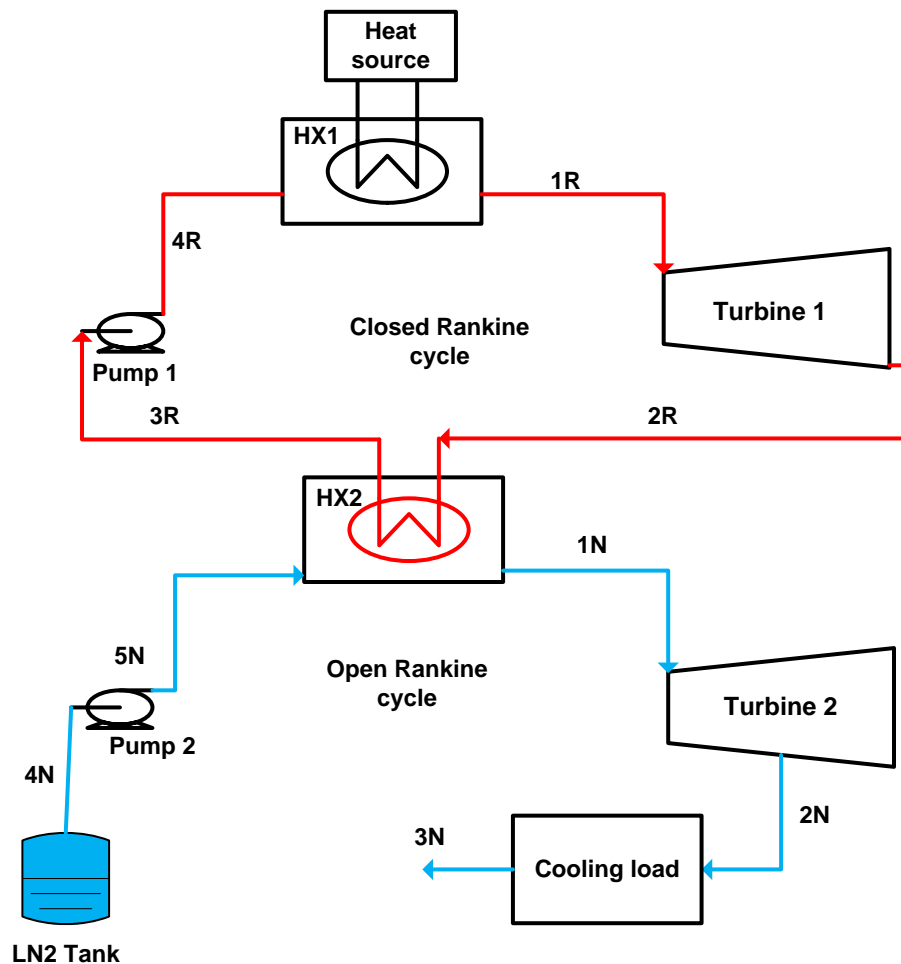 Heat
source
HX1
1R
4R
Turbine 1
Closed Rankine
cycle
Pump 1
3R
2R
HX2
1N
5N
Open Rankine
cycle
Turbine 2
Pump 2
4N
2N
3N
Cooling load
LN2 Tank